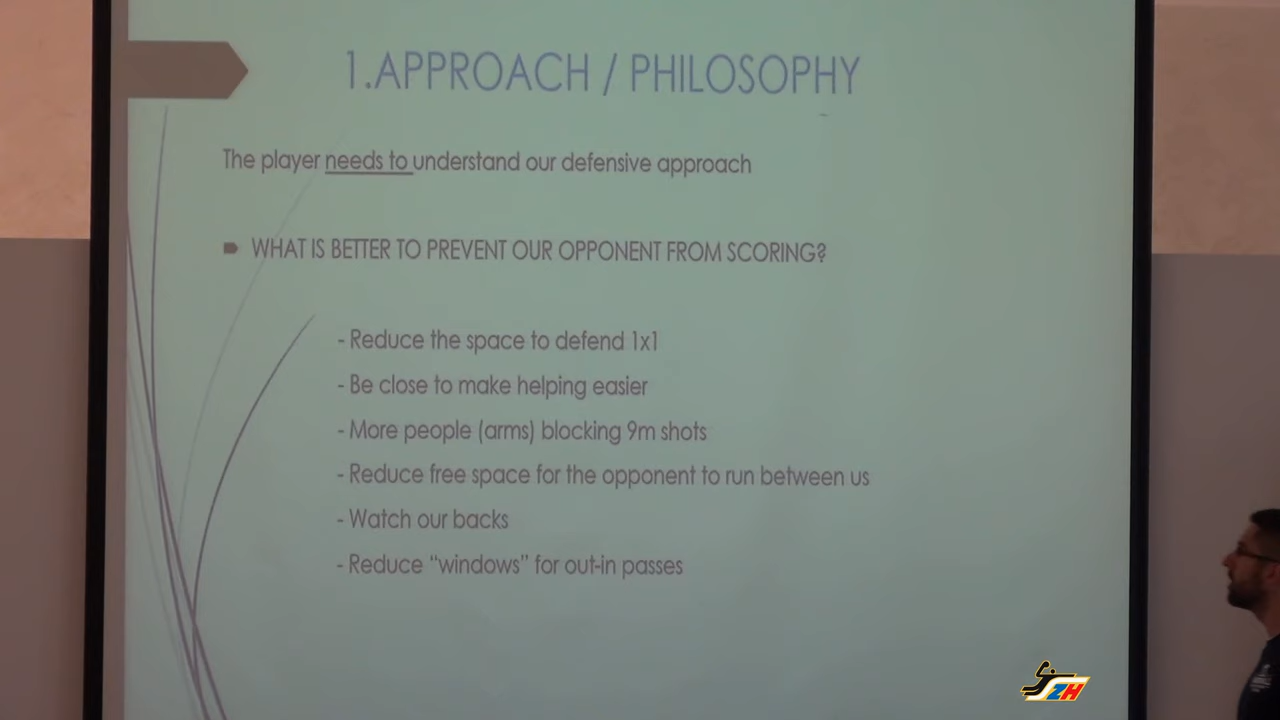 1.APPROACH / PHILOSOPHY
The player needs to understand our defensive approach
WHAT IS BETTER TO PREVENT OUR OPPONENT FROM SCORING?
- Reduce the space to defend 1x1
- Be close to make helping easier
- More people (arms) blocking 9m shots
- Reduce free space for the opponent to run between us
- Watch our backs
- Reduce “windows” for out-in passes
ZH